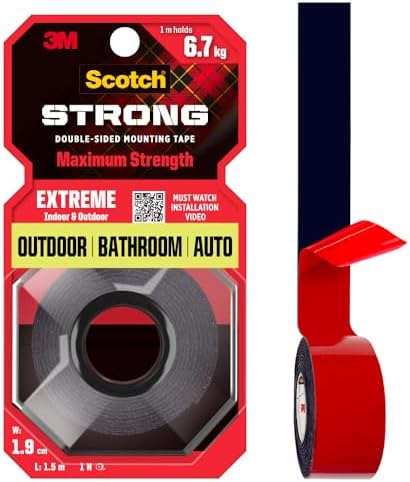 3M
1 m holds
6.7 kg
Scotch
STRONG
DOUBLE-SIDED MOUNTING TAPE
Maximum Strength
EXTREME
Indoor & Outdoor
MUST WATCH
INSTALLATION
VIDEO
OUTDOOR | BATHROOM | AUTO
W:
1.9 cm
L: 1.5 m 1 N